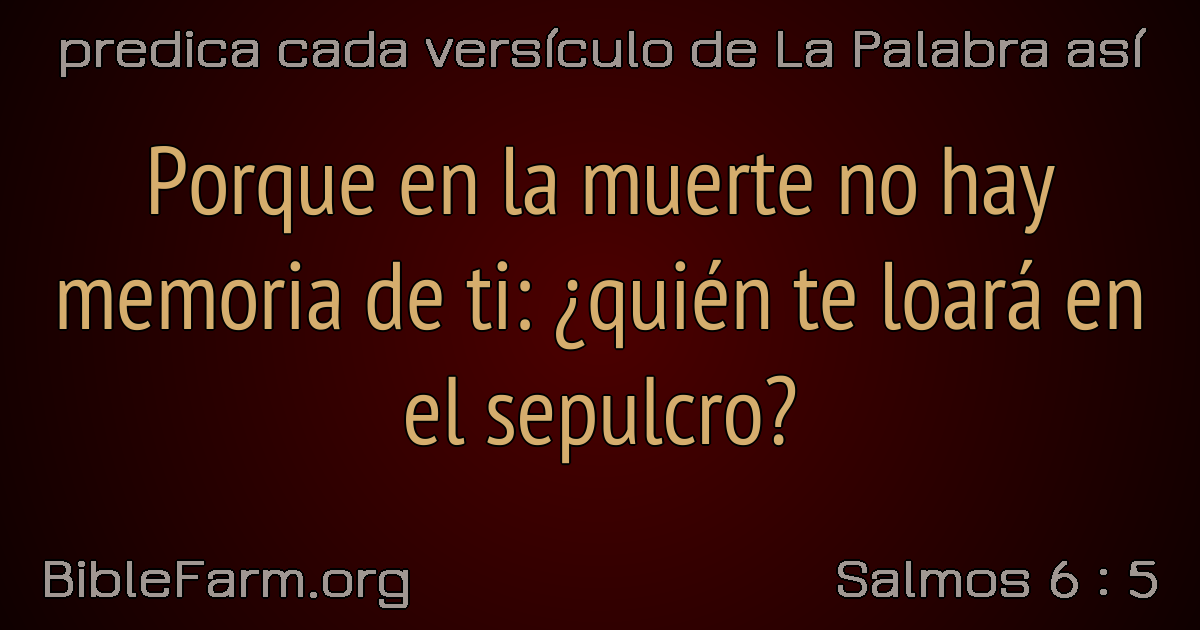 predica cada versículo de La Palabra así
Porque en la muerte no hay
memoria de ti: ¿quién te loará en
el sepulcro?
BibleFarm.org
Salmos 6 : 5